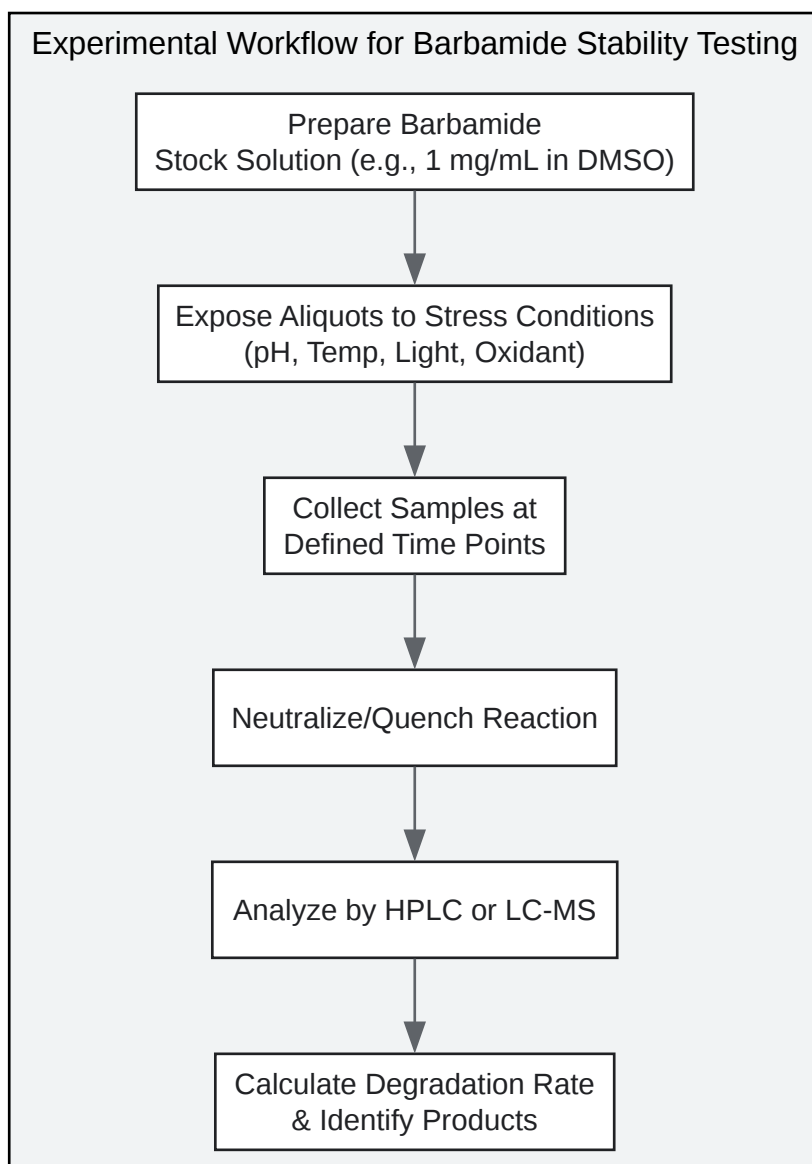 Experimental Workflow for Barbamide Stability Testing
Prepare Barbamide
Stock Solution (e.g., 1 mg/mL in DMSO)
Expose Aliquots to Stress Conditions
(pH, Temp, Light, Oxidant)
Collect Samples at
Defined Time Points
Neutralize/Quench Reaction
Analyze by HPLC or LC-MS
Calculate Degradation Rate
& Identify Products